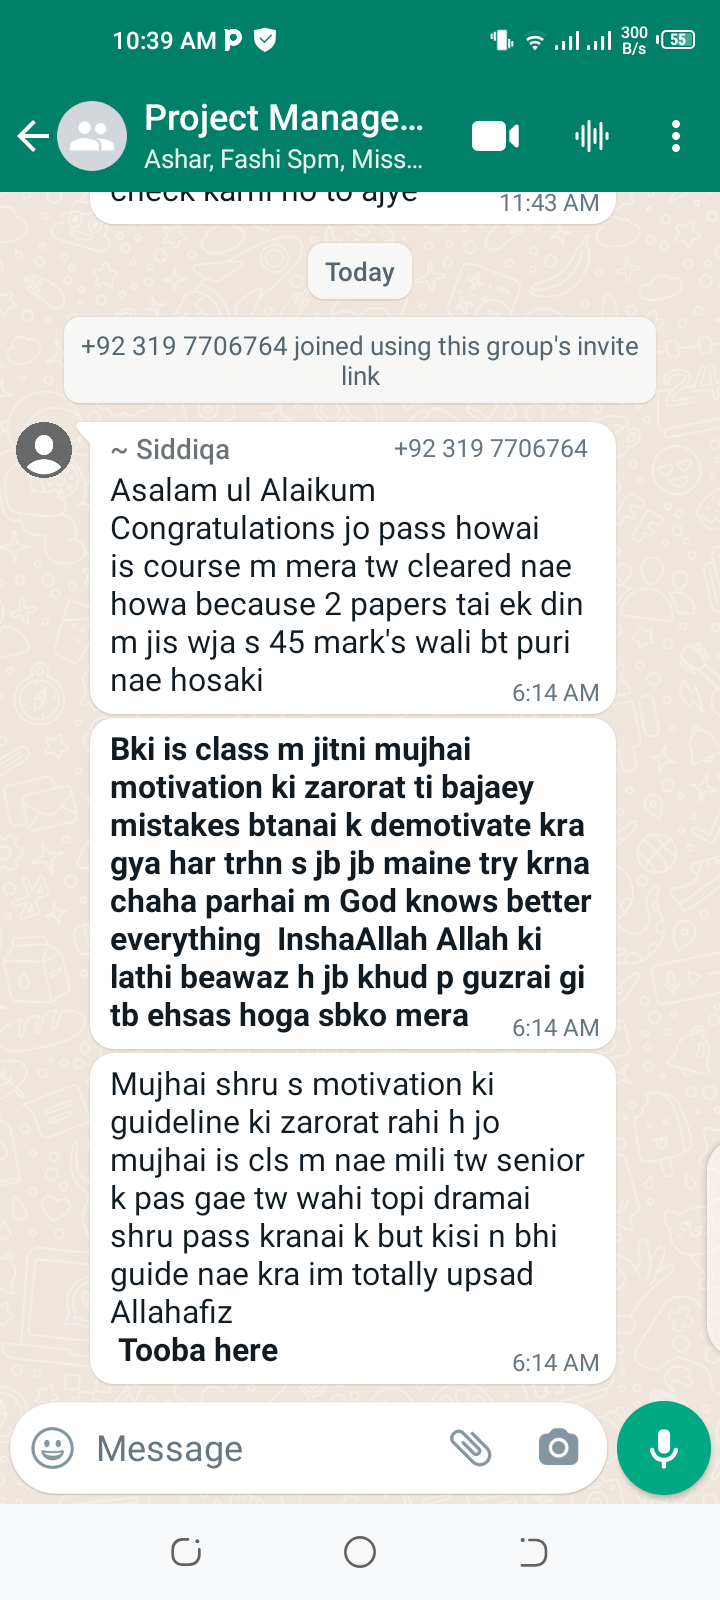 10:39 AM
300
B/s
55
Project Manage...
Ashar, Fashi Spm, Miss...
check karni ho to ajye
11:43 AM
Today
+92 319 7706764 joined using this group's invite
link
~ Siddiqa +92 319 7706764
Asalam ul Alaikum
Congratulations jo pass howai
is course m mera tw cleared nae
howa because 2 papers tai ek din
m jis wja s 45 mark's wali bt puri
nae hosaki
6:14 AM
Bki is class m jitni mujhai
motivation ki zarorat ti bajaey
mistakes btanai k demotivate kra
gya har trhn s jb jb maine try krna
chaha parhai m God knows better
everything  InshaAllah Allah ki
lathi beawaz h jb khud p guzrai gi
tb ehsas hoga sbko mera
6:14 AM
Mujhai shru s motivation ki
guideline ki zarorat rahi h jo
mujhai is cls m nae mili tw senior
k pas gae tw wahi topi dramai
shru pass kranai k but kisi n bhi
guide nae kra im totally upsad
Allahafiz
Tooba here
6:14 AM
Message